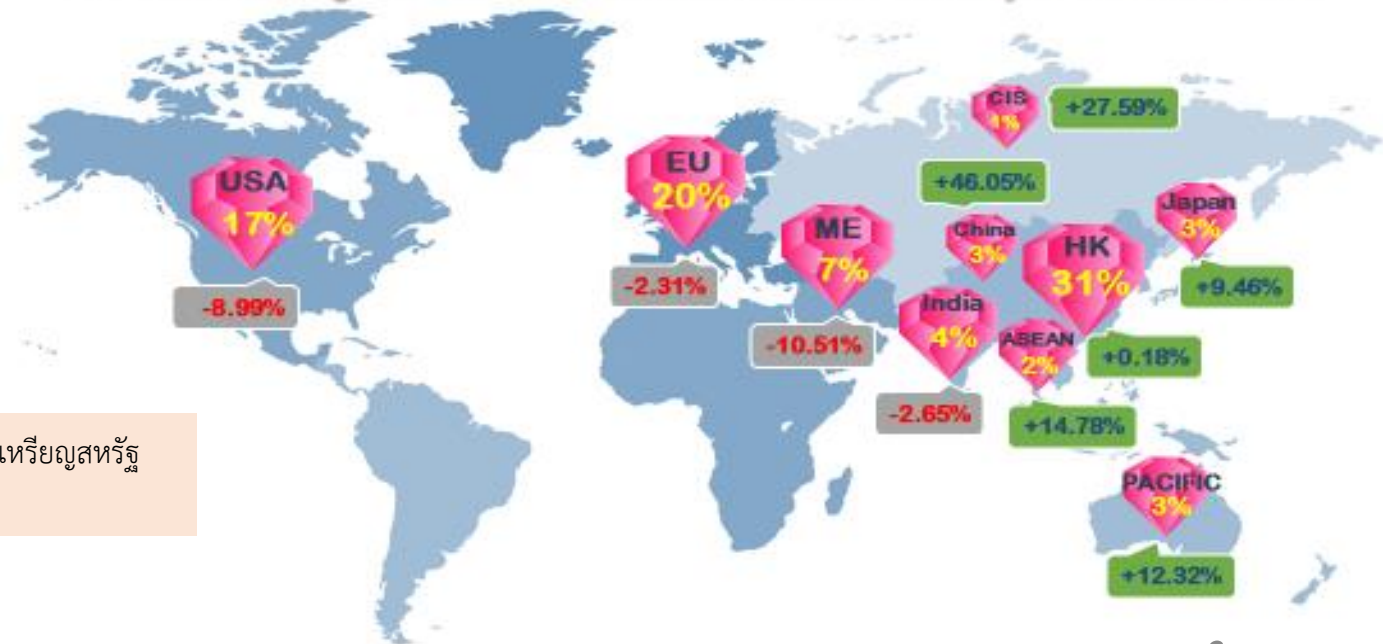 CIS
1%
+27.59%
EU
20%
+46.05%
USA
17%
Japan
3%
ME
7%
China
3%
HK
31%
-2.31%
+9.46%
-8.99%
India
4%
-10.51%
ASEAN
2%
+0.18%
-2.65%
+14.78%
เหรียญสหรัฐ
PACIFIC
3%
+12.32%